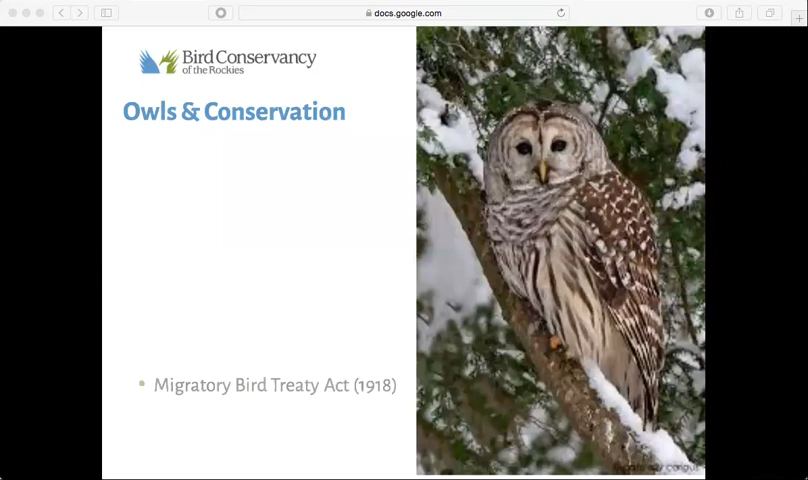 docs.google.com
Bird Conservancy
of the Rockies
Owls & Conservation
• Migratory Bird Treaty Act (1918)